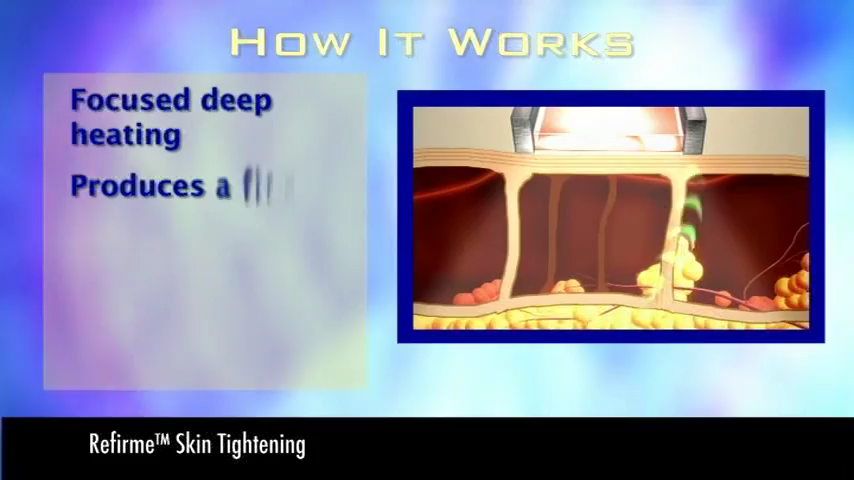 How It Works
Focused deep
heating
Produces a
Refirme™ Skin Tightening